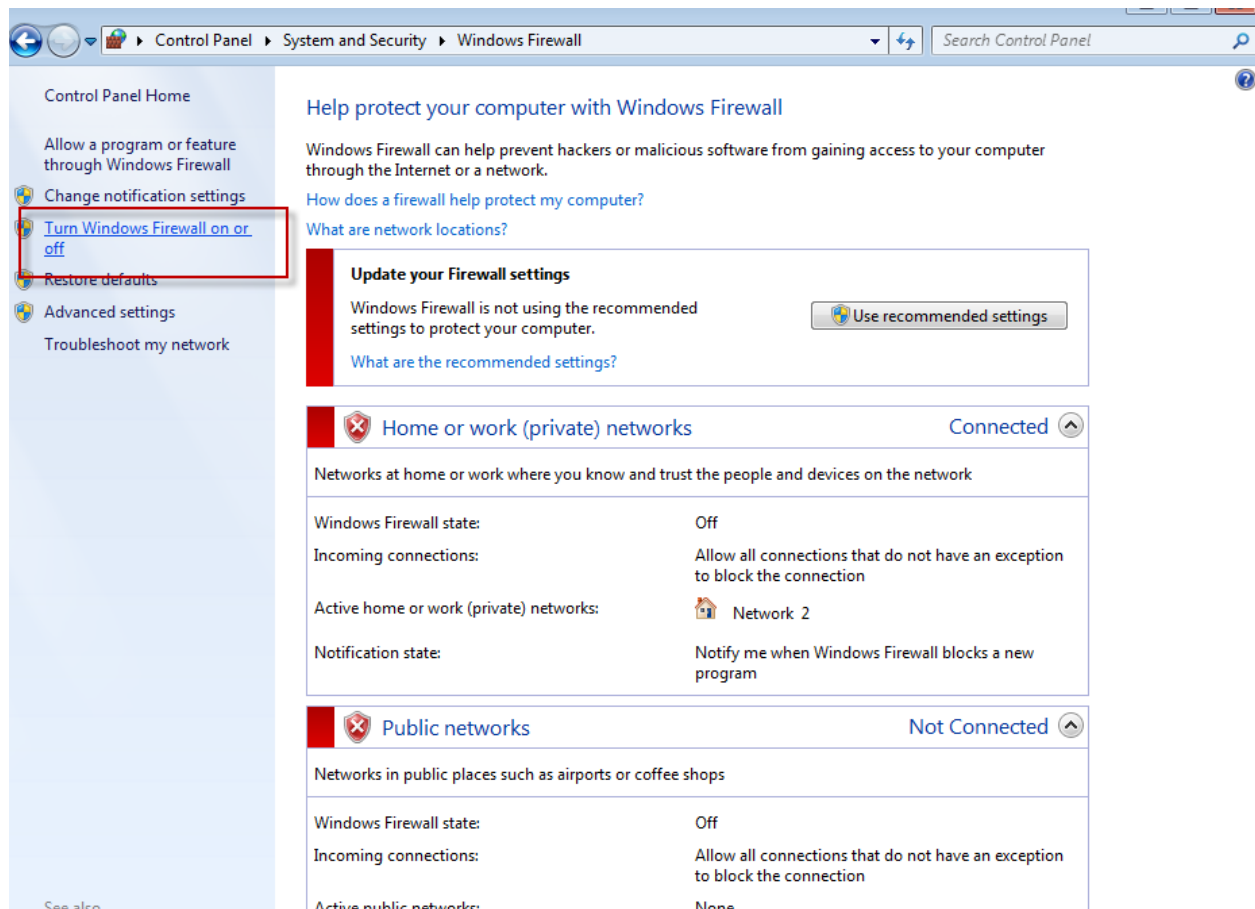 Control Panel ▸ System and Security ▸ Windows Firewall
Search Control Panel
Control Panel Home
Allow a program or feature
through Windows Firewall
Change notification settings
Turn Windows Firewall on or
off
Restore defaults
Advanced settings
Troubleshoot my network
See also
Help protect your computer with Windows Firewall
Windows Firewall can help prevent hackers or malicious software from gaining access to your computer
through the Internet or a network.
How does a firewall help protect my computer?
What are network locations?
Update your Firewall settings
Windows Firewall is not using the recommended
settings to protect your computer.
Use recommended settings
What are the recommended settings?
Home or work (private) networks Connected
Networks at home or work where you know and trust the people and devices on the network
Windows Firewall state: Off
Incoming connections: Allow all connections that do not have an exception
to block the connection
Active home or work (private) networks: Network 2
Notification state: Notify me when Windows Firewall blocks a new
program
Public networks Not Connected
Networks in public places such as airports or coffee shops
Windows Firewall state: Off
Incoming connections: Allow all connections that do not have an exception
to block the connection
Active public networks: None